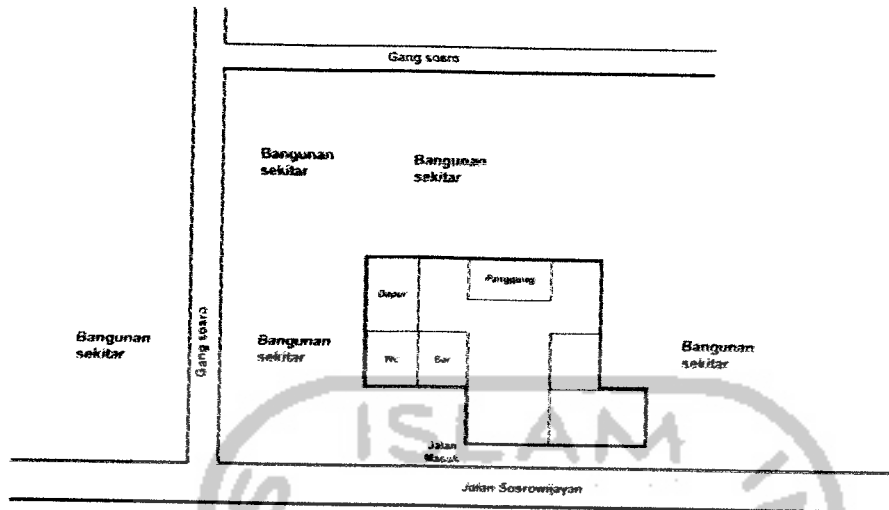 Gang sosro
Bangunan
sekitar
Bangunan
sekitar
Dapur
Panggung
Wc
Bar
Bangunan
sekitar
Gang sosro
Bangunan
sekitar
Bangunan
sekitar
ISLAM
Jalan
Masuk
Jalan Sosrowijayan